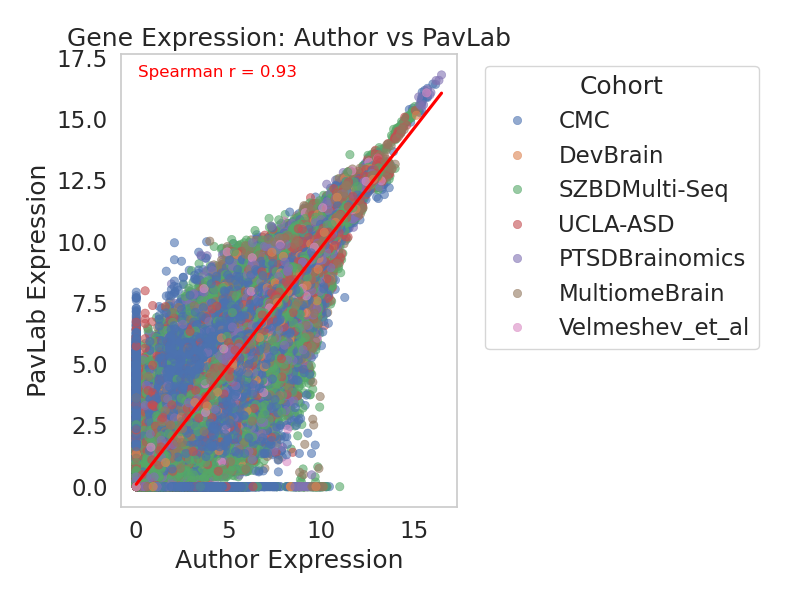 Gene Expression: Author vs PavLab
Spearman r = 0.93
17.5
15.0
12.5
10.0
7.5
5.0
2.5
0.0
PavLab Expression
0
5
10
15
Author Expression
Cohort
CMC
DevBrain
SZBDMulti-Seq
UCLA-ASD
PTSDBrainomics
MultiomeBrain
Velmeshev_et_al